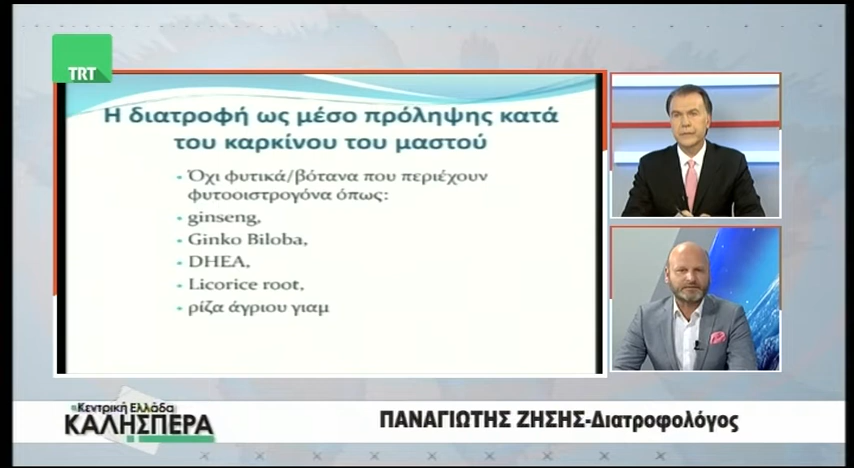 TRT
Η διατροφή ως μέσο πρόληψης κατά
του καρκίνου του μαστού
• Όχι φυτικά/βότανα που περιέχουν
φυτοοιστρογόνα όπως:
• ginseng,
• Ginko Biloba,
• DHEA,
• Licorice root,
• ρίζα άγριου γιαμ
Κεντρική Ελλάδα
ΚΑΛΗΣΠΕΡΑ
ΠΑΝΑΓΙΩΤΗΣ ΖΗΣΗΣ-Διατροφολόγος